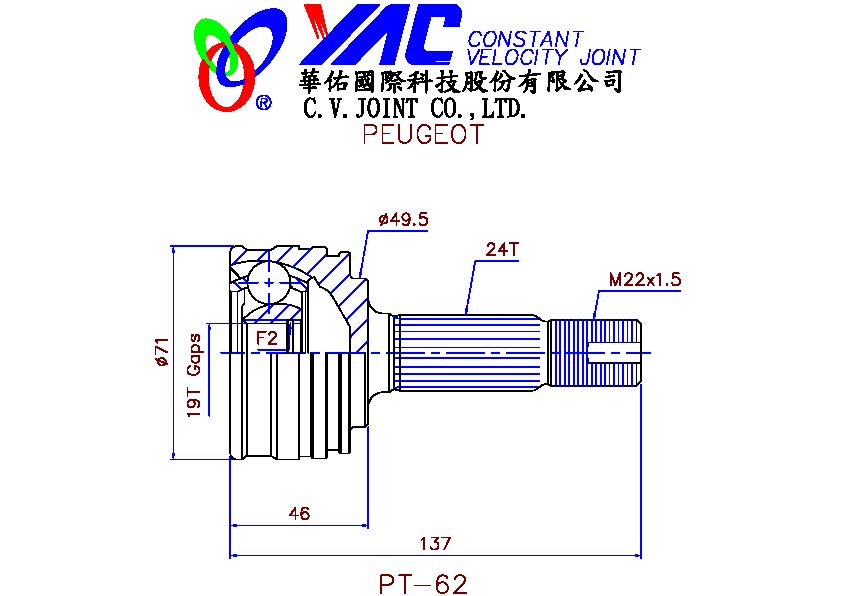 YAC CONSTANT
VELOCITY JOINT
®
華佑國際科技股份有限公司
C.V.JOINT CO.,LTD.
PEUGEOT
ø49.5
24T
M22x1.5
F2
ø71
19T Gaps
46
137
PT-62